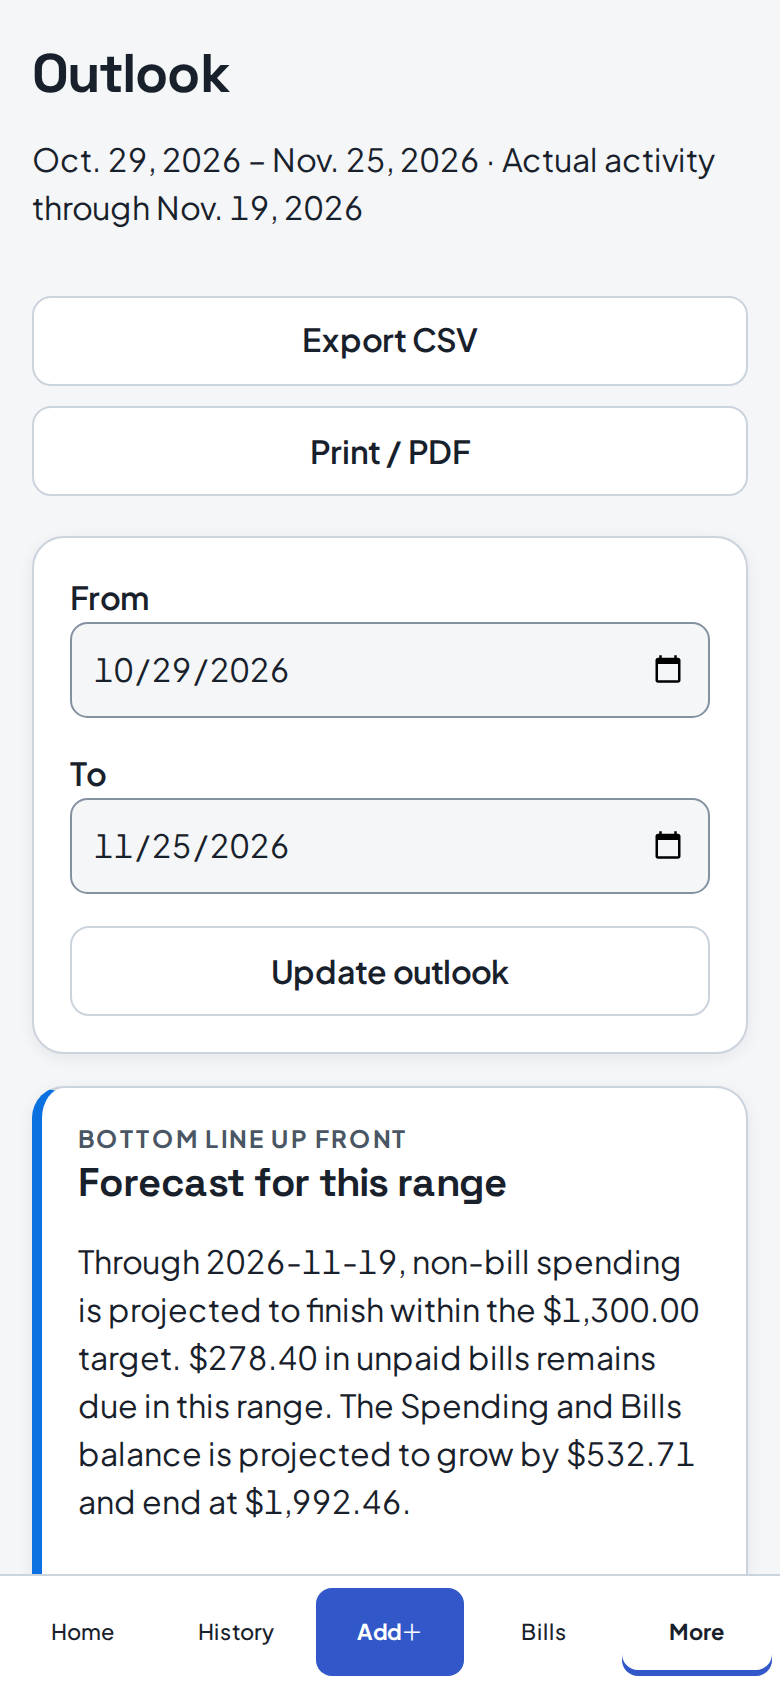 Outlook
Oct. 29, 2026 – Nov. 25, 2026 · Actual activity
through Nov. 19, 2026
Export CSV
Print / PDF
From
10/29/2026
To
11/25/2026
Update outlook
BOTTOM LINE UP FRONT
Forecast for this range
Through 2026-11-19, non-bill spending
is projected to finish within the $1,300.00
target. $278.40 in unpaid bills remains
due in this range. The Spending and Bills
balance is projected to grow by $532.71
and end at $1,992.46.
Home
History
Add+
Bills
More